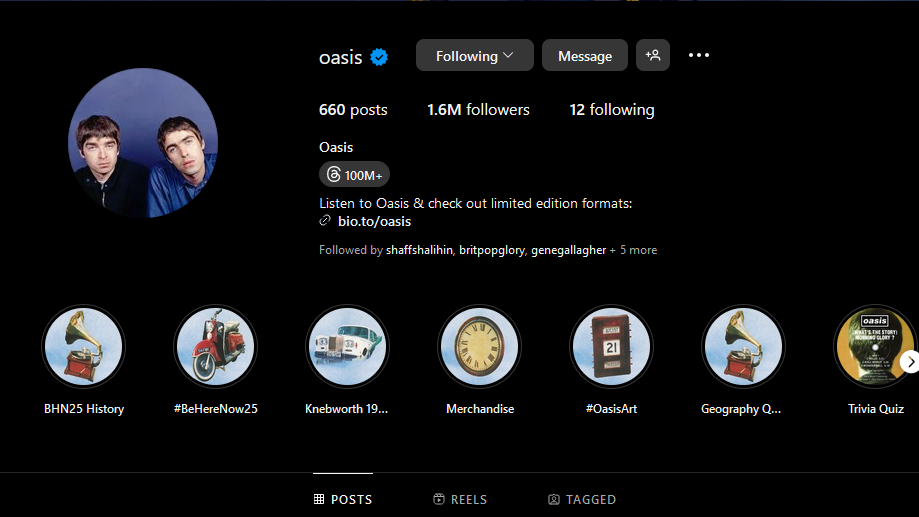 oasis Following Message
660 posts 1.6M followers 12 following
Oasis
100M+
Listen to Oasis & check out limited edition formats:
bio.to/oasis
Followed by shaffshalihin, britpopglory, genegallagher + 5 more
21
oasis
(WHAT'S THE STORY)
MORNING GLORY ?
BHN25 History #BeHereNow25 Knebworth 19... Merchandise #OasisArt Geography Q... Trivia Quiz
POSTS REELS TAGGED